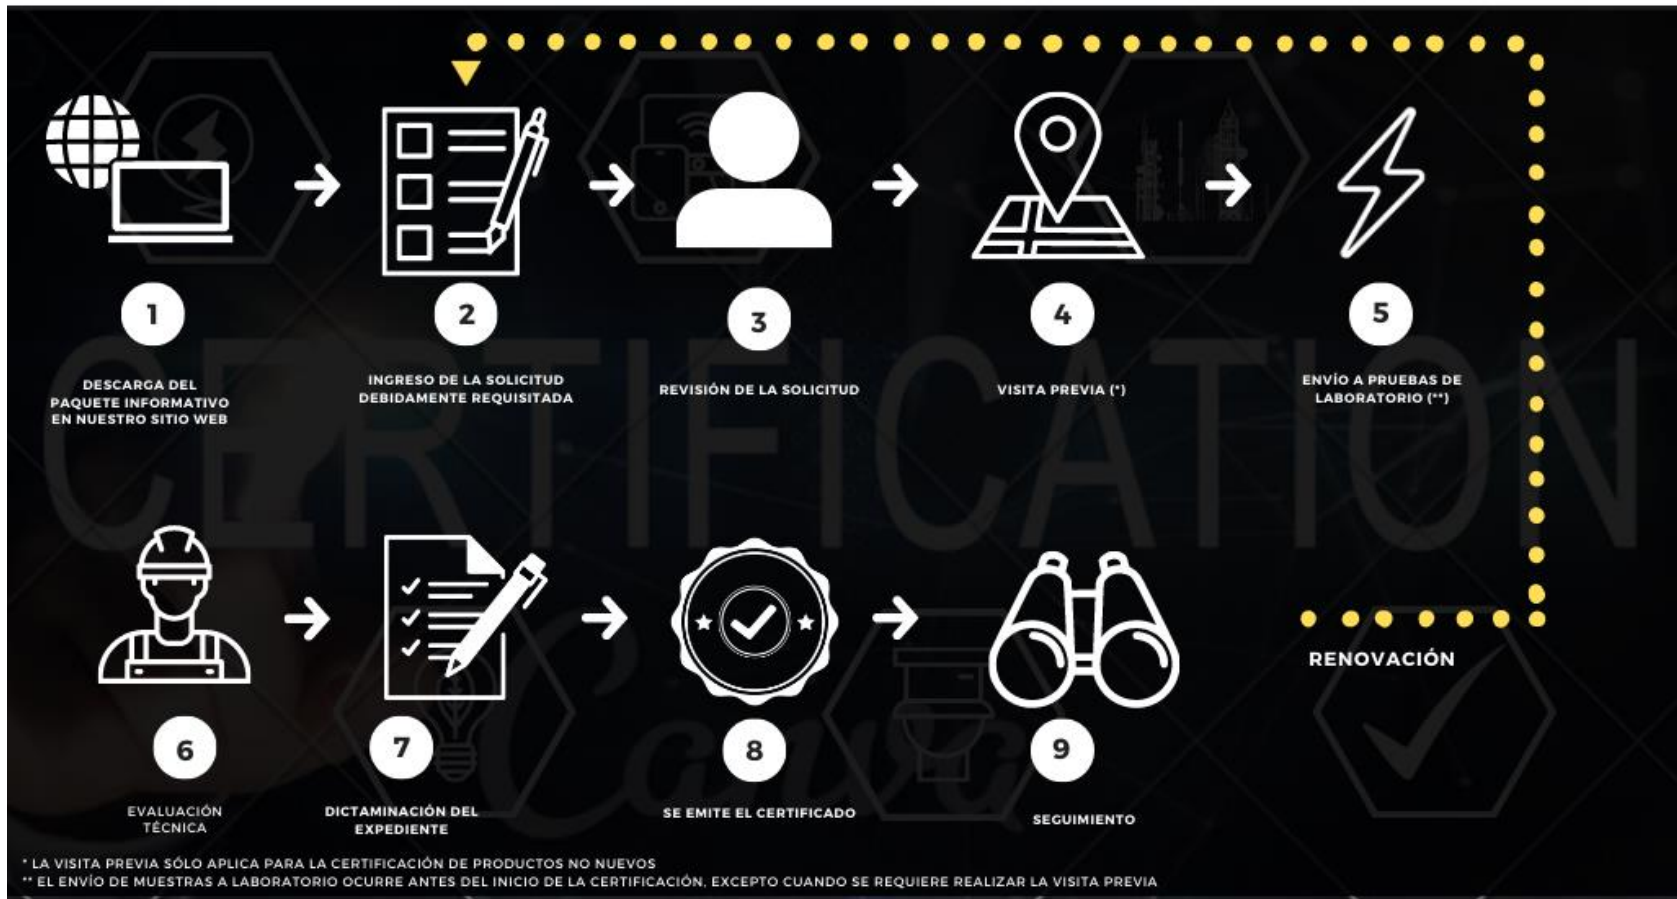 1
DESCARGA DEL
PAQUETE INFORMATIVO
EN NUESTRO SITIO WEB
2
INGRESO DE LA SOLICITUD
DEBIDAMENTE REQUISITADA
3
REVISIÓN DE LA SOLICITUD
4
VISITA PREVIA (*)
5
ENVÍO A PRUEBAS DE
LABORATORIO (**)
CERTIFICATION
6
EVALUACIÓN
TÉCNICA
7
DICTAMINACIÓN DEL
EXPEDIENTE
8
SE EMITE EL CERTIFICADO
9
SEGUIMIENTO
RENOVACIÓN
Canva
* LA VISITA PREVIA SÓLO APLICA PARA LA CERTIFICACIÓN DE PRODUCTOS NO NUEVOS
** EL ENVÍO DE MUESTRAS A LABORATORIO OCURRE ANTES DEL INICIO DE LA CERTIFICACIÓN, EXCEPTO CUANDO SE REQUIERE REALIZAR LA VISITA PREVIA